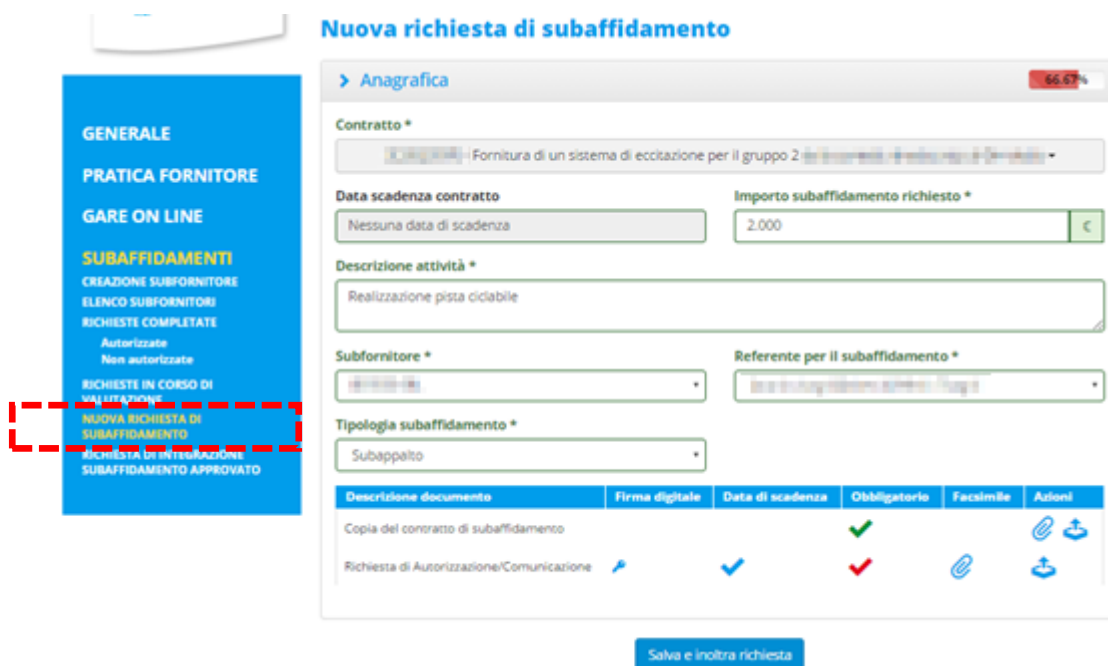 Nuova richiesta di subaffidamento
GENERALE
PRATICA FORNITORE
GARE ON LINE
SUBAFFIDAMENTI
CREAZIONE SUBFORNITORE
ELENCO SUBFORNITORI
RICHIESTE COMPLETATE
Autorizzate
Non autorizzate
RICHIESTE IN CORSO DI
VALUTAZIONE
NUOVA RICHIESTA DI
SUBAFFIDAMENTO
RICHIESTA DI INTEGRAZIONE
SUBAFFIDAMENTO APPROVATO
Anagrafica 66.67%
Contratto *
Fornitura di un sistema di eccitazione per il gruppo 2
Data scadenza contratto Importo subaffidamento richiesto *
Nessuna data di scadenza 2.000 €
Descrizione attività *
Realizzazione pista ciclabile
Subfornitore * Referente per il subaffidamento *
Tipologia subaffidamento *
Subappalto
Descrizione documento Firma digitale Data di scadenza Obbligatorio Facsimile Azioni
Copia del contratto di subaffidamento
Richiesta di Autorizzazione/Comunicazione
Salva e inoltra richiesta